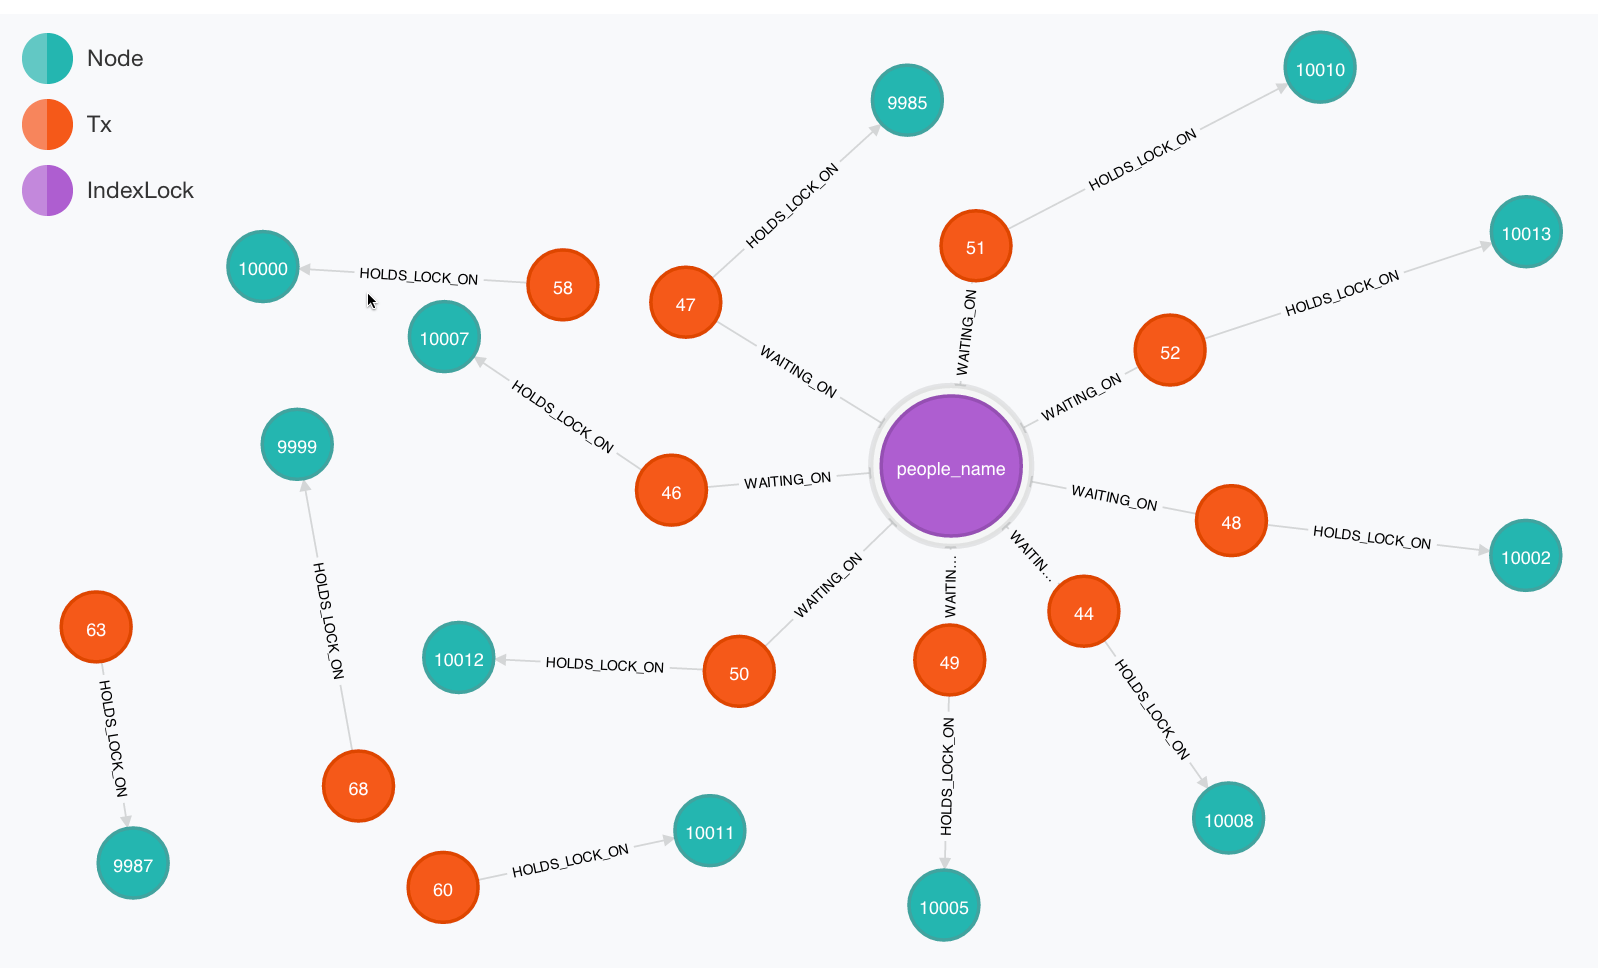 Node
Tx
IndexLock
9985
10010
HOLDS_LOCK_ON
HOLDS_LOCK_ON
51
10013
10000
HOLDS_LOCK_ON
58
47
HOLDS_LOCK_ON
10007
WAITING_ON
WAITING_ON
52
HOLDS_LOCK_ON
WAITING_ON
9999
people_name
46
WAITING_ON
WAITING_ON
48
HOLDS_LOCK_ON
10002
HOLDS_LOCK_ON
WAITING_ON
WAITIN...
WAITIN...
44
63
10012
HOLDS_LOCK_ON
50
49
HOLDS_LOCK_ON
HOLDS_LOCK_ON
HOLDS_LOCK_ON
68
10011
10008
9987
60
HOLDS_LOCK_ON
10005